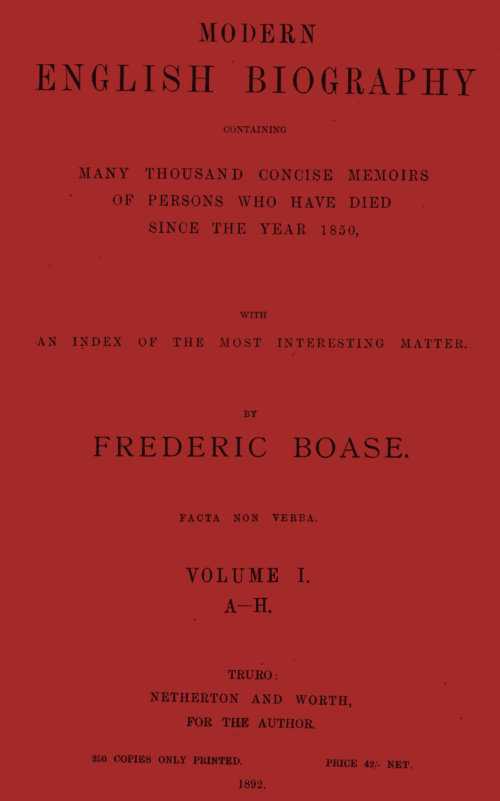 MODERN
ENGLISH BIOGRAPHY
CONTAINING
MANY THOUSAND CONCISE MEMOIRS
OF PERSONS WHO HAVE DIED
SINCE THE YEAR 1850,
WITH
AN INDEX OF THE MOST INTERESTING MATTER.
BY
FREDERIC BOASE.
FACTA NON VERBA.
VOLUME I.
A—H.
TRURO:
NETHERTON AND WORTH,
FOR THE AUTHOR.
250 COPIES ONLY PRINTED. PRICE 42/- NET.
1892.